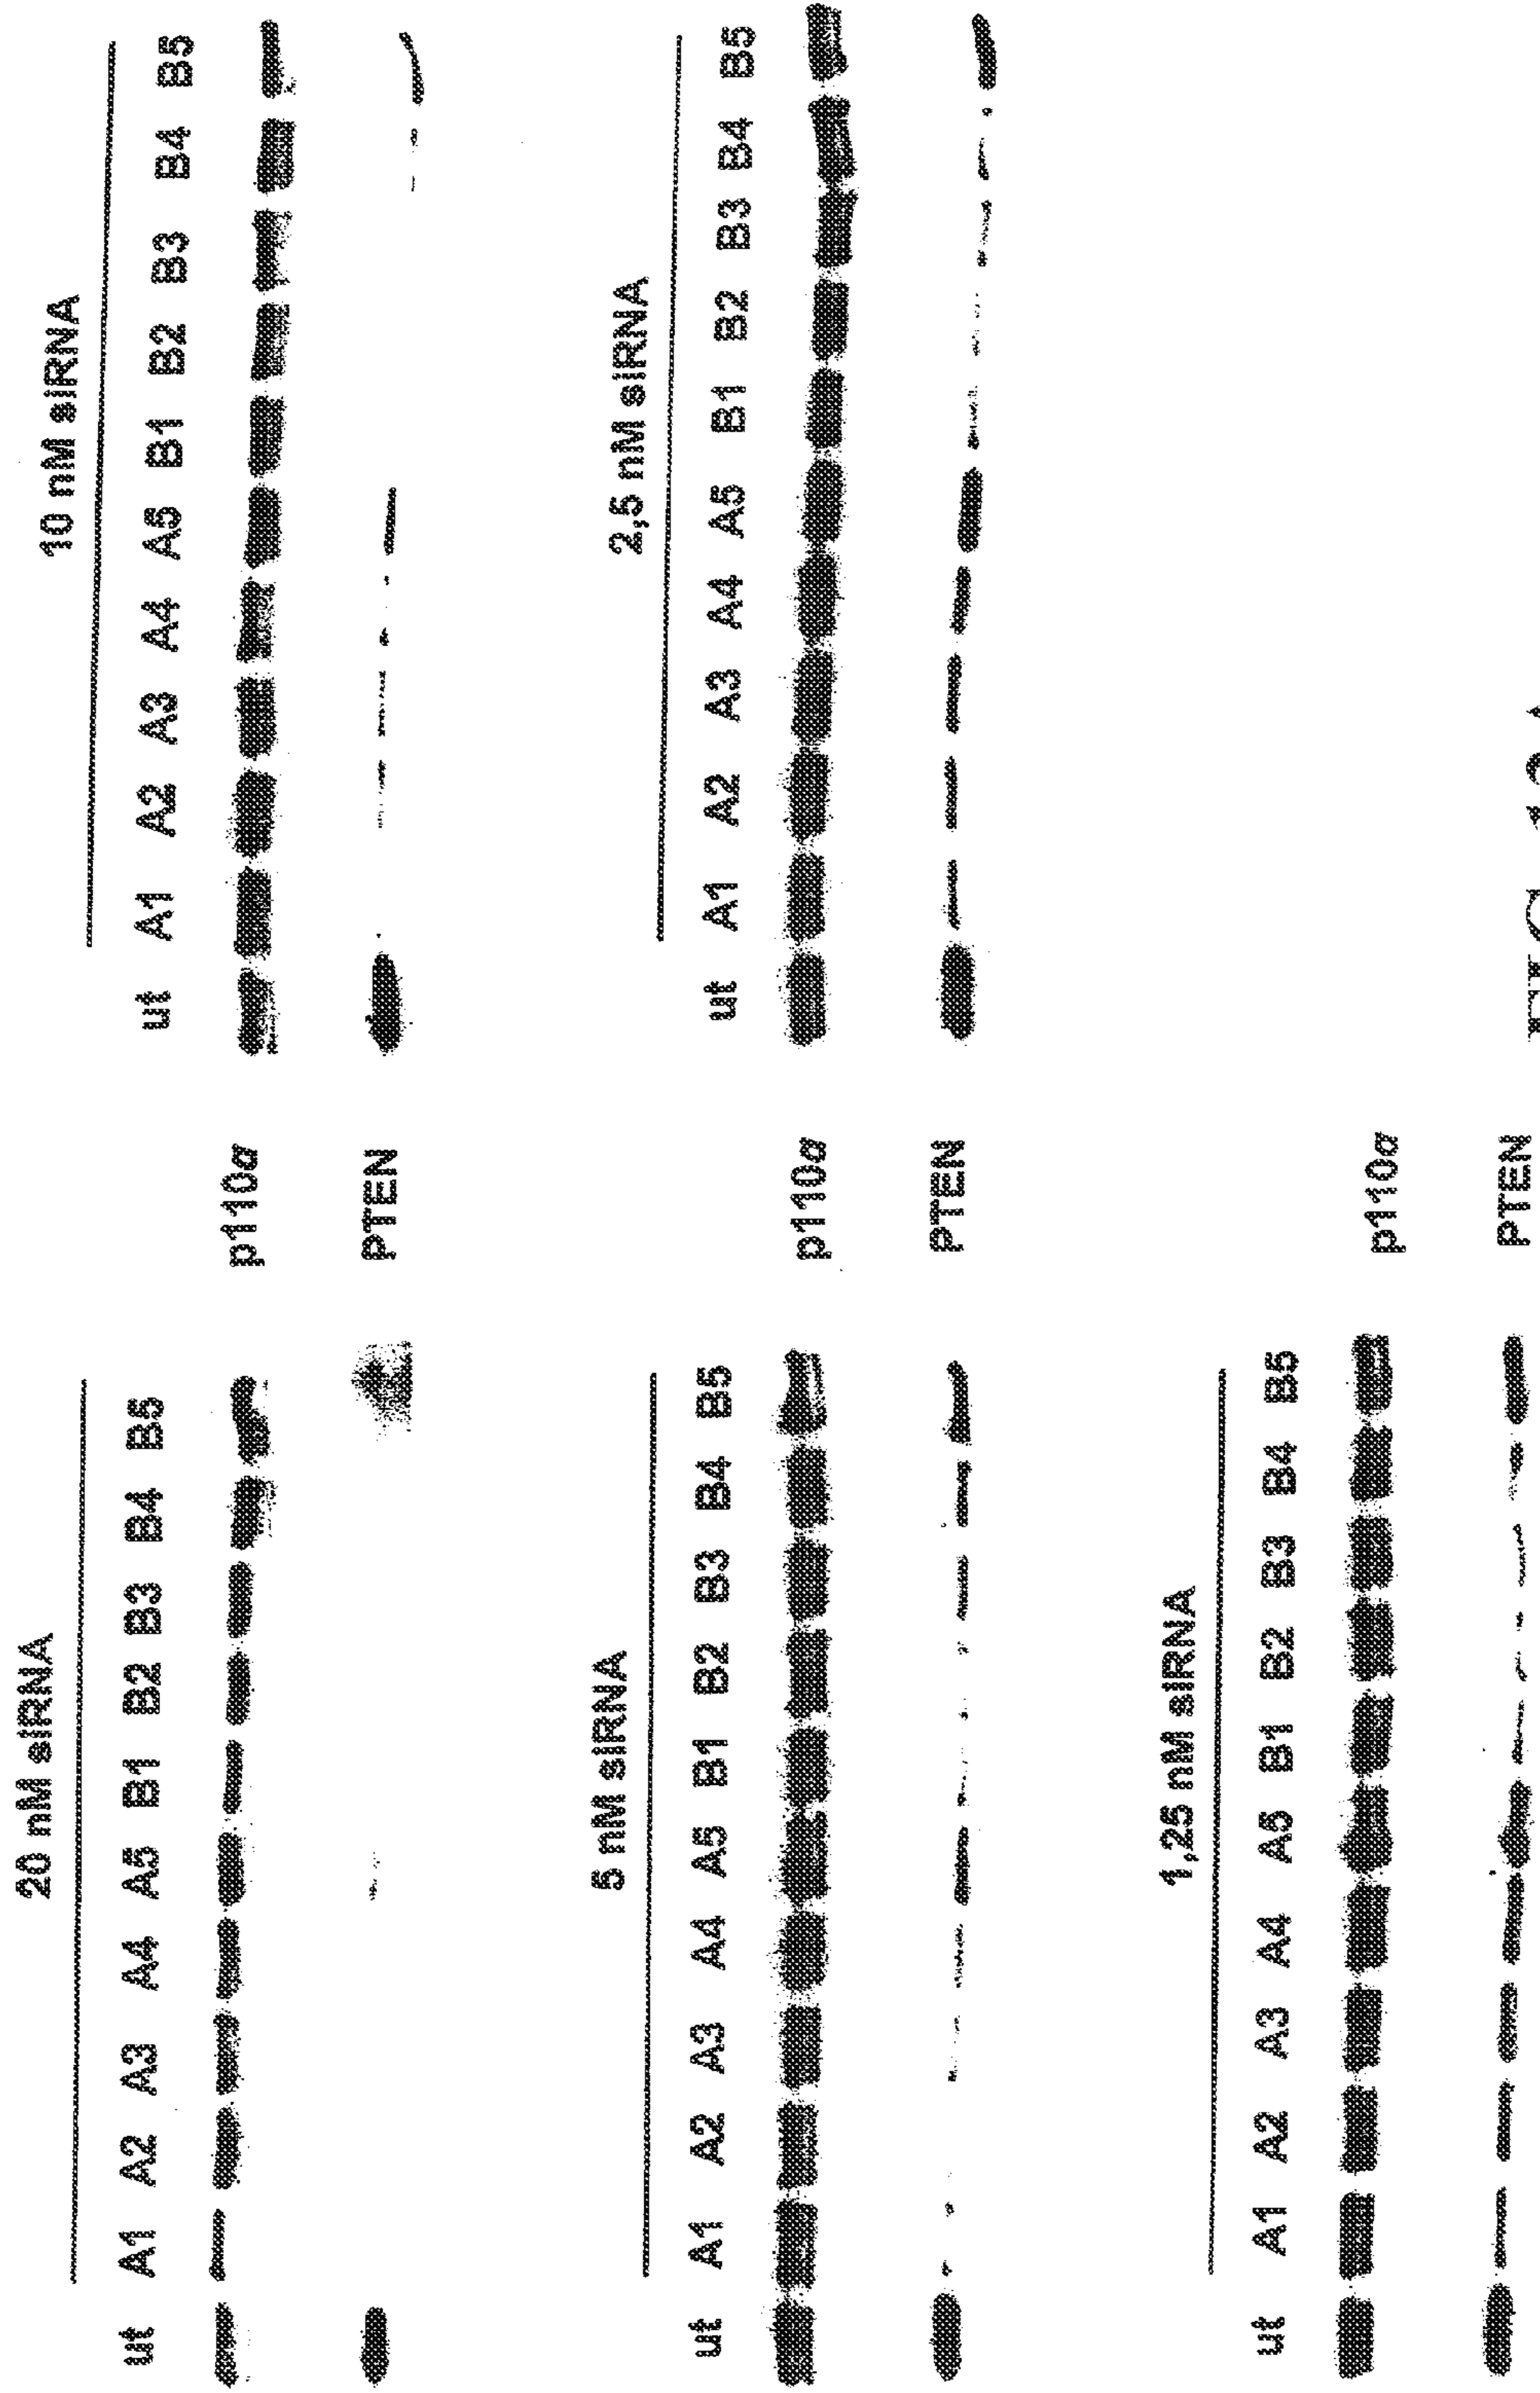 20 nM siRNA
ut A1 A2 A3 A4 A5 B1 B2 B3 B4 B5
p110α
PTEN
10 nM siRNA
ut A1 A2 A3 A4 A5 B1 B2 B3 B4 B5
5 nM siRNA
ut A1 A2 A3 A4 A5 B1 B2 B3 B4 B5
p110α
PTEN
2,5 nM siRNA
ut A1 A2 A3 A4 A5 B1 B2 B3 B4 B5
1,25 nM siRNA
ut A1 A2 A3 A4 A5 B1 B2 B3 B4 B5
p110α
PTEN